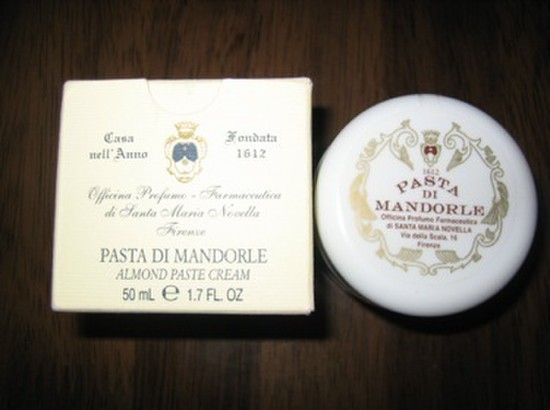 Casa Fondata
nell'Anno 1612
Officina Profumo - Farmaceutica
di Santa Maria Novella
Firenze
PASTA DI MANDORLE
ALMOND PASTE CREAM
50 mL e 1.7 FL. OZ
1612
PASTA
DI
MANDORLE
Officina Profumo Farmaceutica
di SANTA MARIA NOVELLA
Via della Scala, 16
Firenze